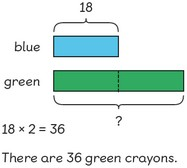 18
blue
green
?
18 × 2 = 36
There are 36 green crayons.